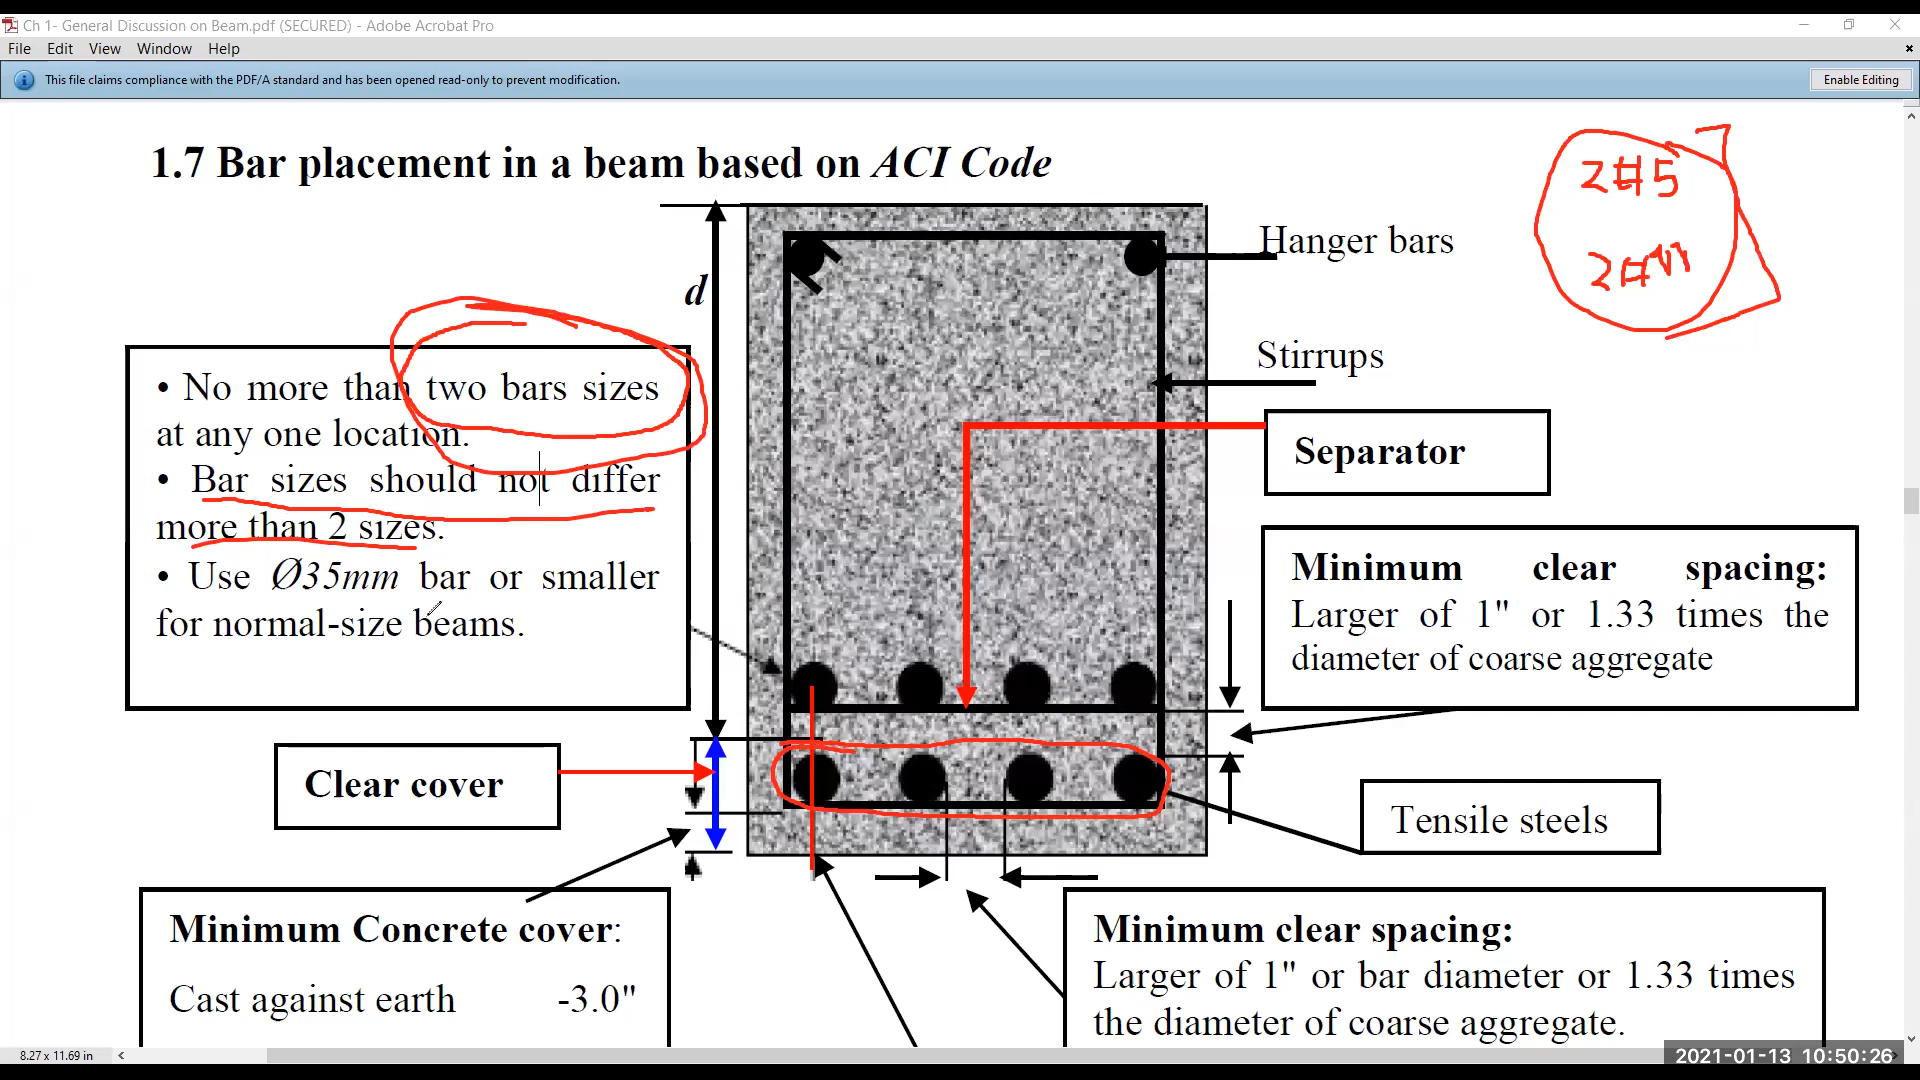 Ch 1- General Discussion on Beam.pdf (SECURED) - Adobe Acrobat Pro
File Edit View Window Help
This file claims compliance with the PDF/A standard and has been opened read-only to prevent modification.
Enable Editing
1.7 Bar placement in a beam based on ACI Code
2#5
2#11
d
Hanger bars
Stirrups
Separator
• No more than two bars sizes
at any one location.
• Bar sizes should not differ
more than 2 sizes.
• Use Ø35mm bar or smaller
for normal-size beams.
Minimum clear spacing:
Larger of 1" or 1.33 times the
diameter of coarse aggregate
Clear cover
Tensile steels
Minimum Concrete cover:
Cast against earth -3.0"
Minimum clear spacing:
Larger of 1" or bar diameter or 1.33 times
the diameter of coarse aggregate.
8.27 x 11.69 in
2021-01-13 10:50:26